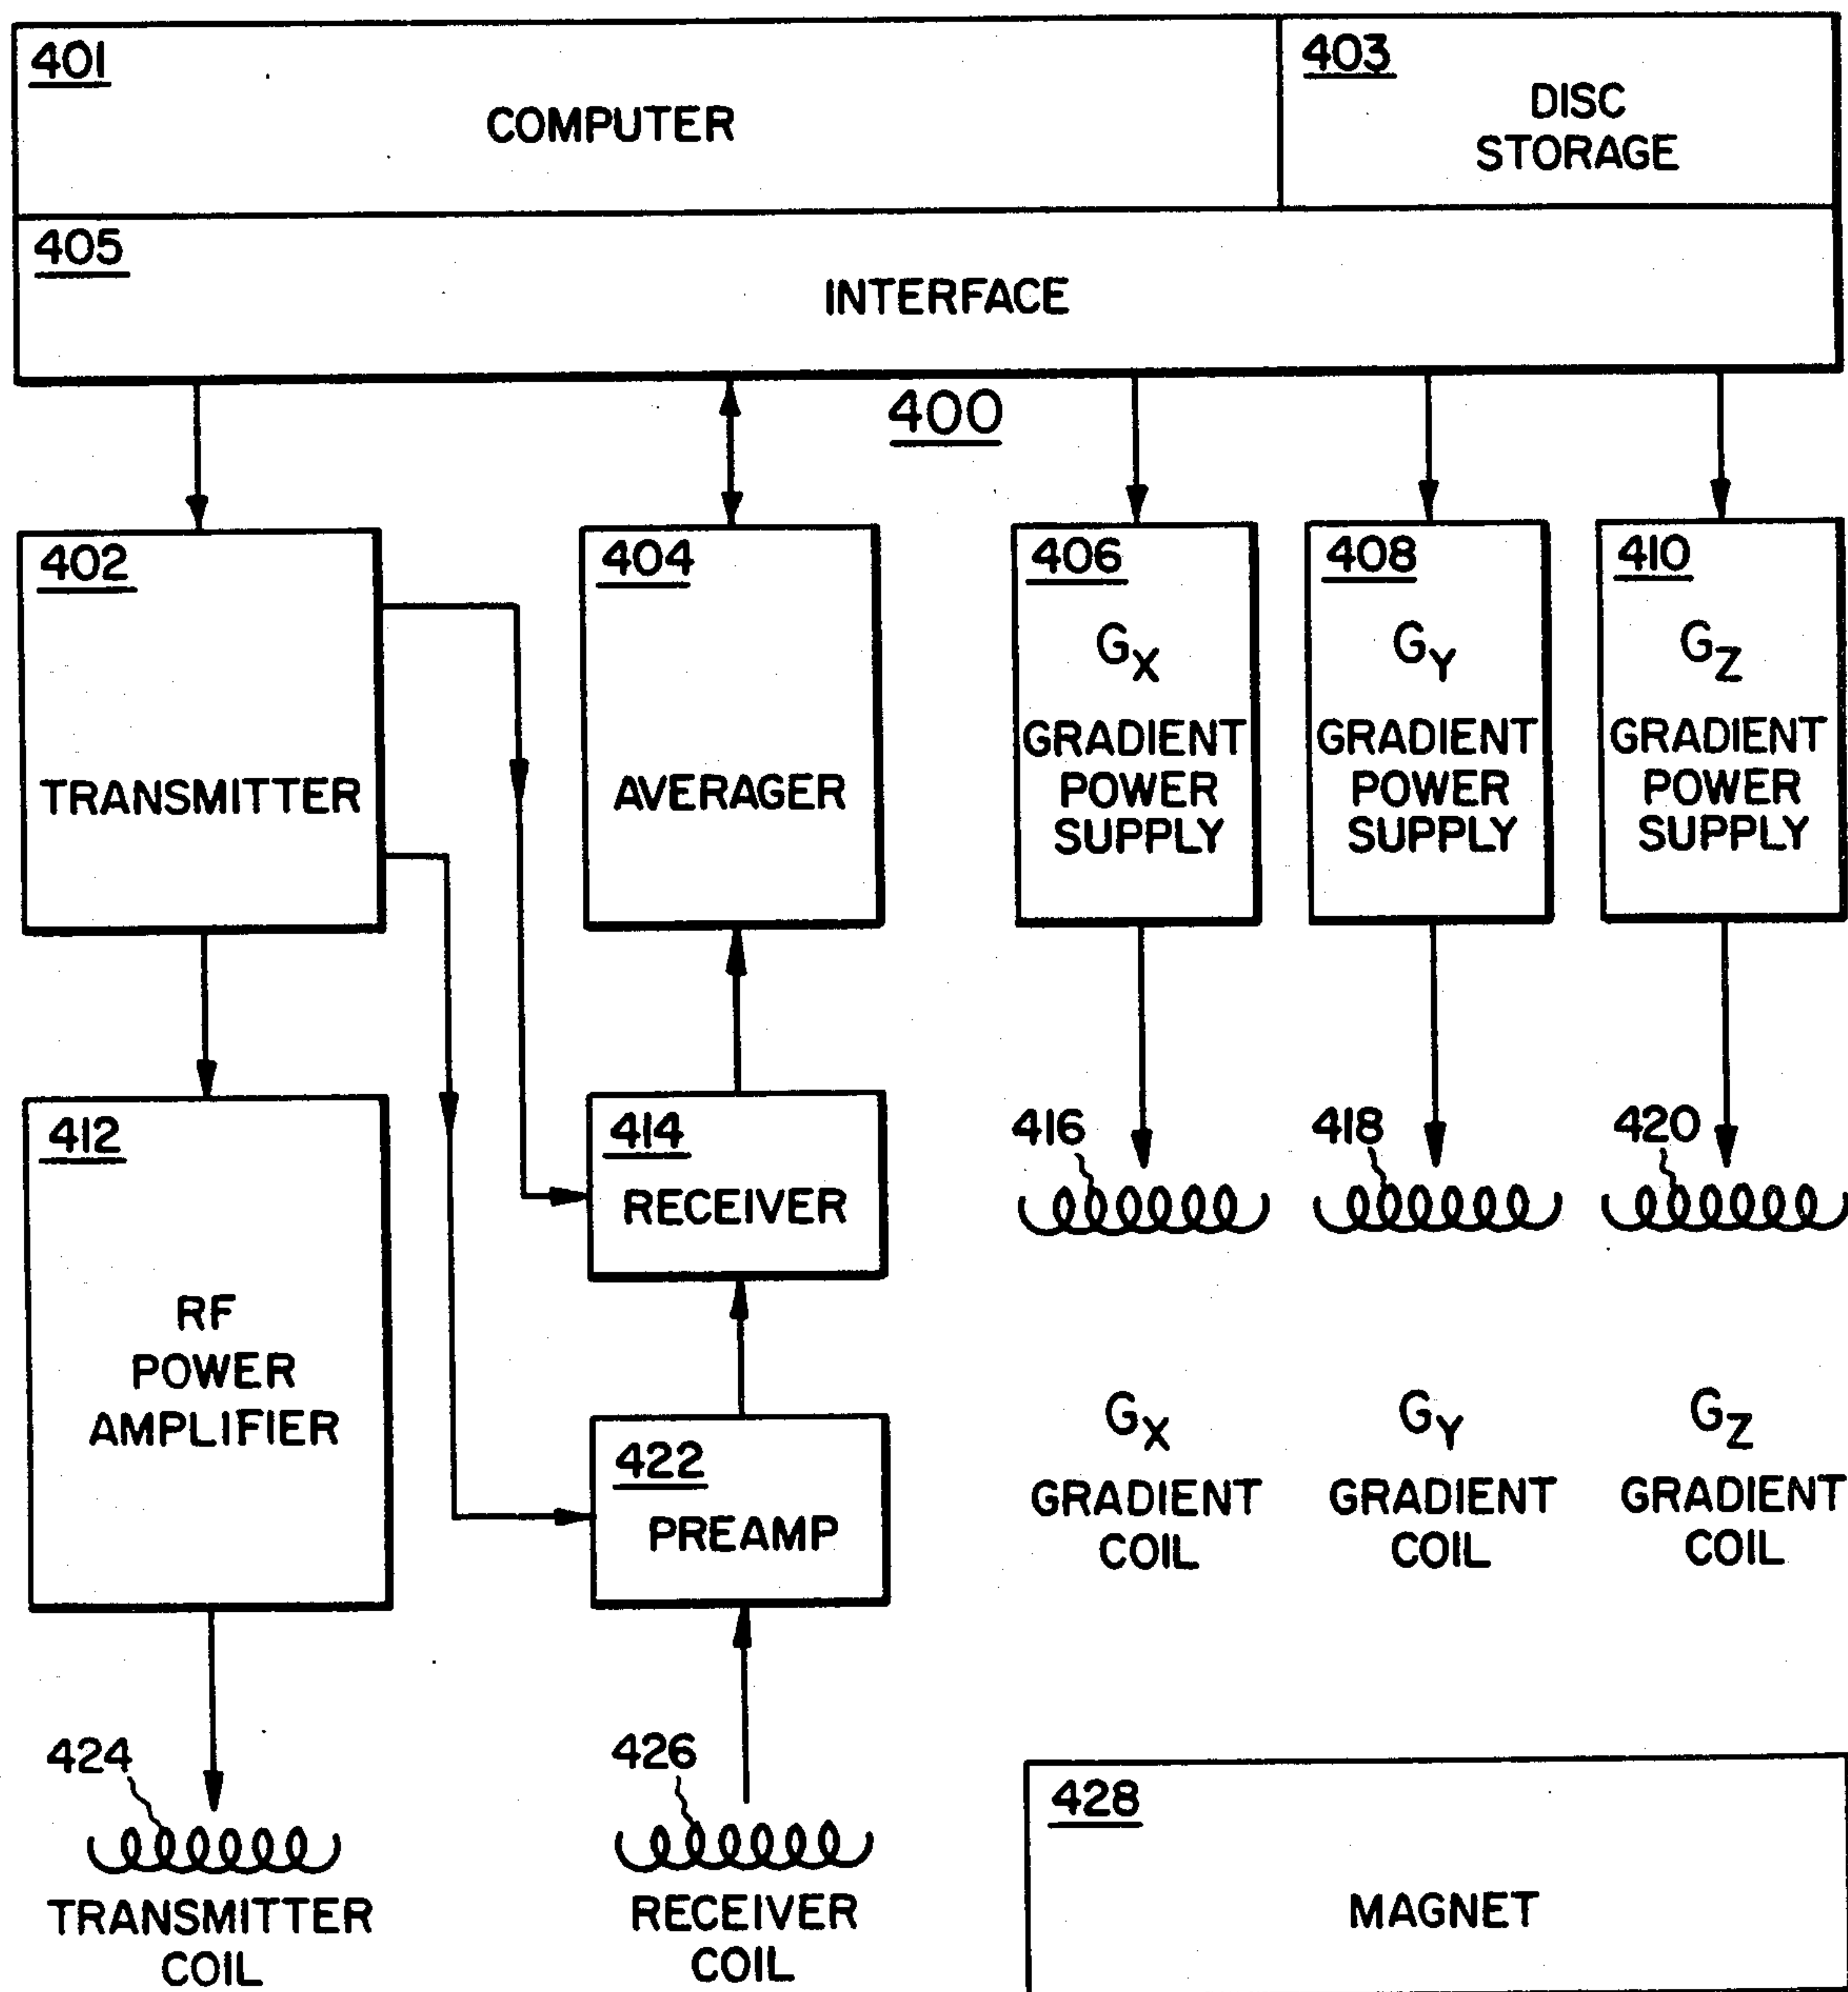 401
COMPUTER
403
DISC
STORAGE
405
INTERFACE
400
402
TRANSMITTER
404
AVERAGER
406
GX
GRADIENT
POWER
SUPPLY
408
GY
GRADIENT
POWER
SUPPLY
410
GZ
GRADIENT
POWER
SUPPLY
412
RF
POWER
AMPLIFIER
414
RECEIVER
416
418
420
422
PREAMP
GX
GRADIENT
COIL
GY
GRADIENT
COIL
GZ
GRADIENT
COIL
424
TRANSMITTER
COIL
426
RECEIVER
COIL
428
MAGNET